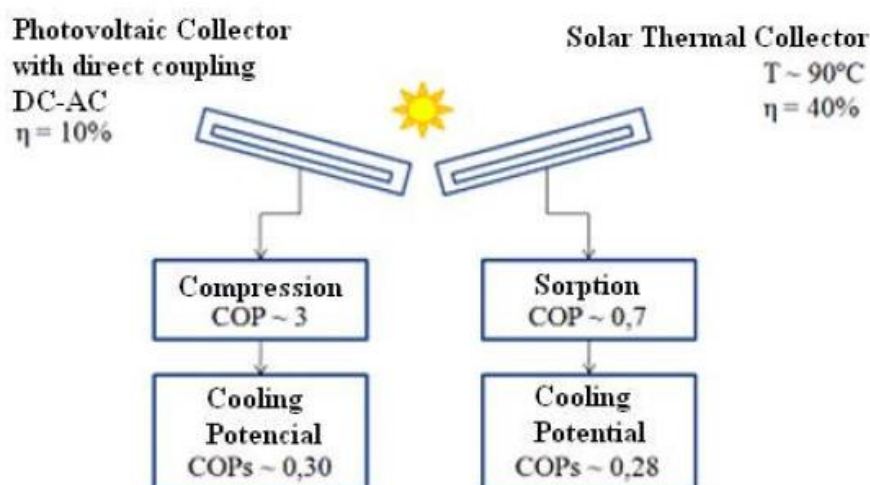 Photovoltaic Collector
with direct coupling
DC-AC
η = 10%
Solar Thermal Collector
T ~ 90°C
η = 40%
Compression
COP ~ 3
Sorption
COP ~ 0,7
Cooling
Potencial
COPs ~ 0,30
Cooling
Potential
COPs ~ 0,28